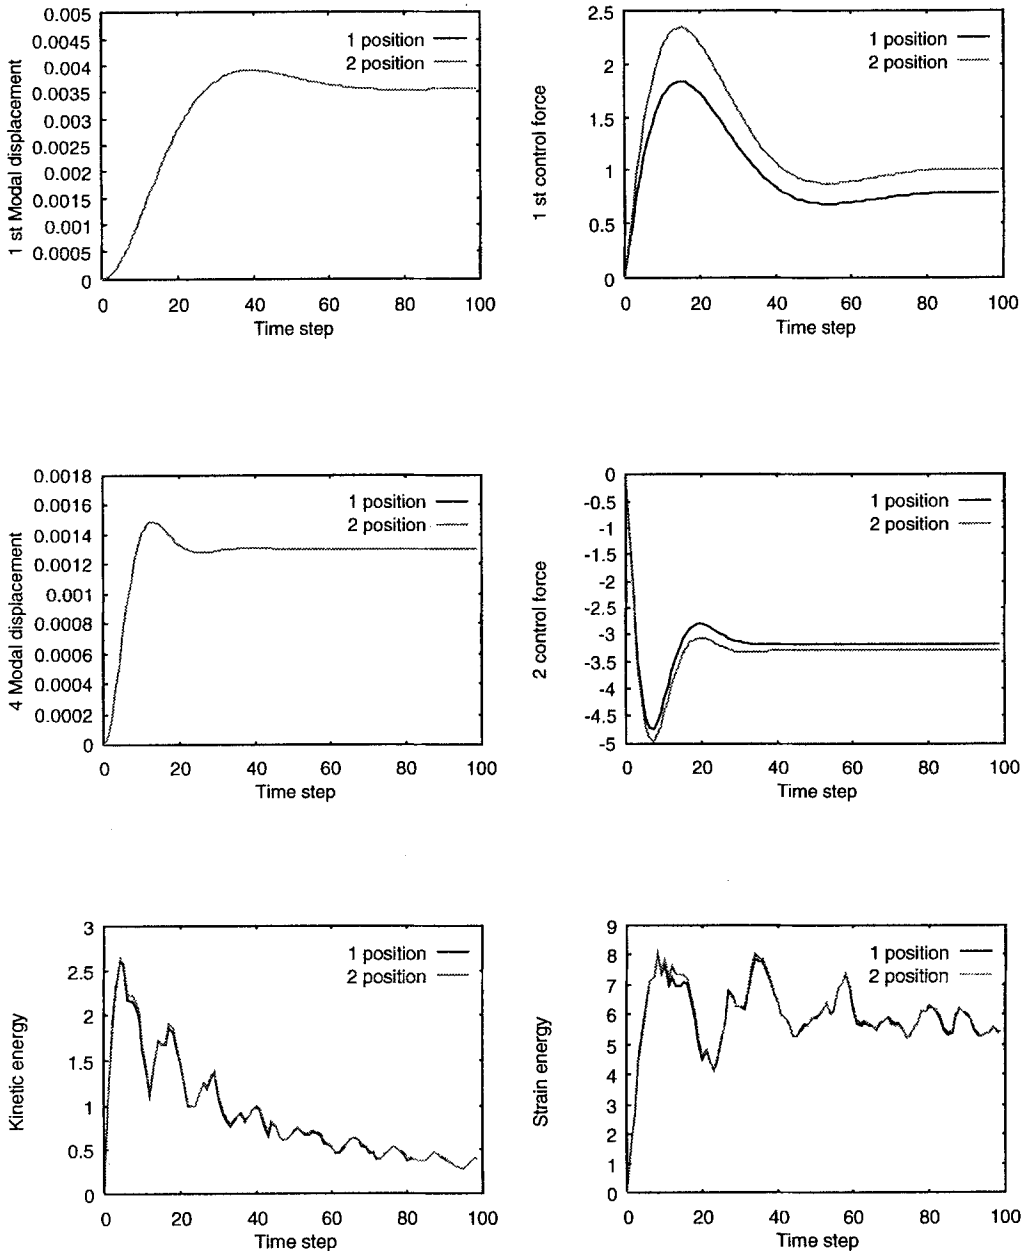 0.005
0.0045
0.004
0.0035
0.003
0.0025
0.002
0.0015
0.001
0.0005
0
1 st Modal displacement
1 position
2 position
0 20 40 60 80 100
Time step
2.5
2
1.5
1
0.5
0
1 st control force
1 position
2 position
0 20 40 60 80 100
Time step
0.0018
0.0016
0.0014
0.0012
0.001
0.0008
0.0006
0.0004
0.0002
0
4 Modal displacement
1 position
2 position
0 20 40 60 80 100
Time step
0
-0.5
-1
-1.5
-2
-2.5
-3
-3.5
-4
-4.5
-5
2 control force
1 position
2 position
0 20 40 60 80 100
Time step
3
2.5
2
1.5
1
0.5
0
Kinetic energy
1 position
2 position
0 20 40 60 80 100
Time step
9
8
7
6
5
4
3
2
1
0
Strain energy
1 position
2 position
0 20 40 60 80 100
Time step